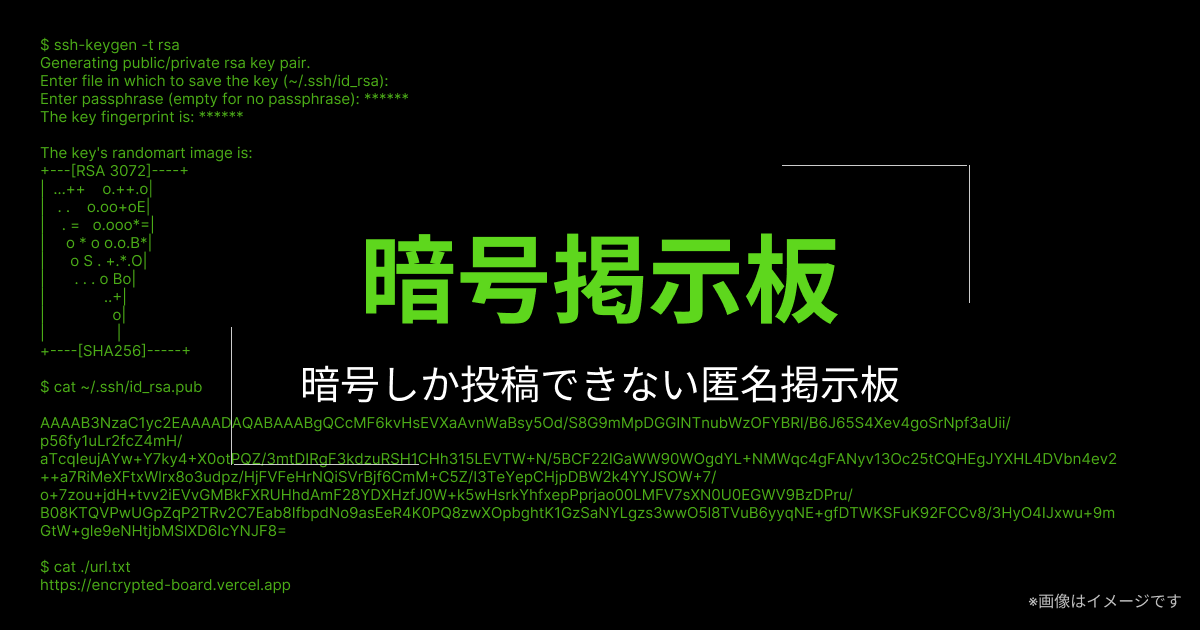 $ ssh-keygen -t rsa
Generating public/private rsa key pair.
Enter file in which to save the key (~/.ssh/id_rsa):
Enter passphrase (empty for no passphrase): ******
The key fingerprint is: ******
The key's randomart image is:
+---[RSA 3072]----+
| ...++    o.++.o|
|   . .    o.oo+oE|
|    . =   o.ooo*=|
|     o * o o.o.B*|
|      o S . +.*.O|
|       . . . o Bo|
|              ..+|
|                o|
|                 |
+----[SHA256]-----+
暗号掲示板
暗号しか投稿できない匿名掲示板
$ cat ~/.ssh/id_rsa.pub
AAAAB3NzaC1yc2EAAAADAQABAAABgQCcMF6kvHsEVXaAvnWaBsy5Od/S8G9mMpDGGINTnubWzOFYBRl/B6J65S4Xev4goSrNpf3aUii/
p56fy1uLr2fcZ4mH/
aTcqIeujAYw+Y7ky4+X0otPQZ/3mtDIRgF3kdzuRSH1CHh315LEVTW+N/5BCF22IGaWW90WOgdYL+NMWqc4gFANyv13Oc25tCQHEgJYXHL4DVbn4ev2
++a7RiMeXFtxWlrx8o3udpz/HjFVFeHrNQiSVrBjf6CmM+C5Z/I3TeYepCHjpDBW2k4YYJSOW+7/
o+7zou+jdH+tvv2iEVvGMBkFXRUHhdAmF28YDXHzfJ0W+k5wHsrkYhfxepPprjao00LMFV7sXN0U0EGWV9BzDPru/
B08KTQVPwUGpZqP2TRv2C7Eab8IfbpdNo9asEeR4K0PQ8zwXOpbghtK1GzSaNYLgzs3wwO5l8TVuB6yyqNE+gfDTWKSFuK92FCCv8/3HyO4IJxwu+9m
GtW+gle9eNHtjbMSlXD6IcYNJF8=
$ cat ./url.txt
https://encrypted-board.vercel.app
※画像はイメージです